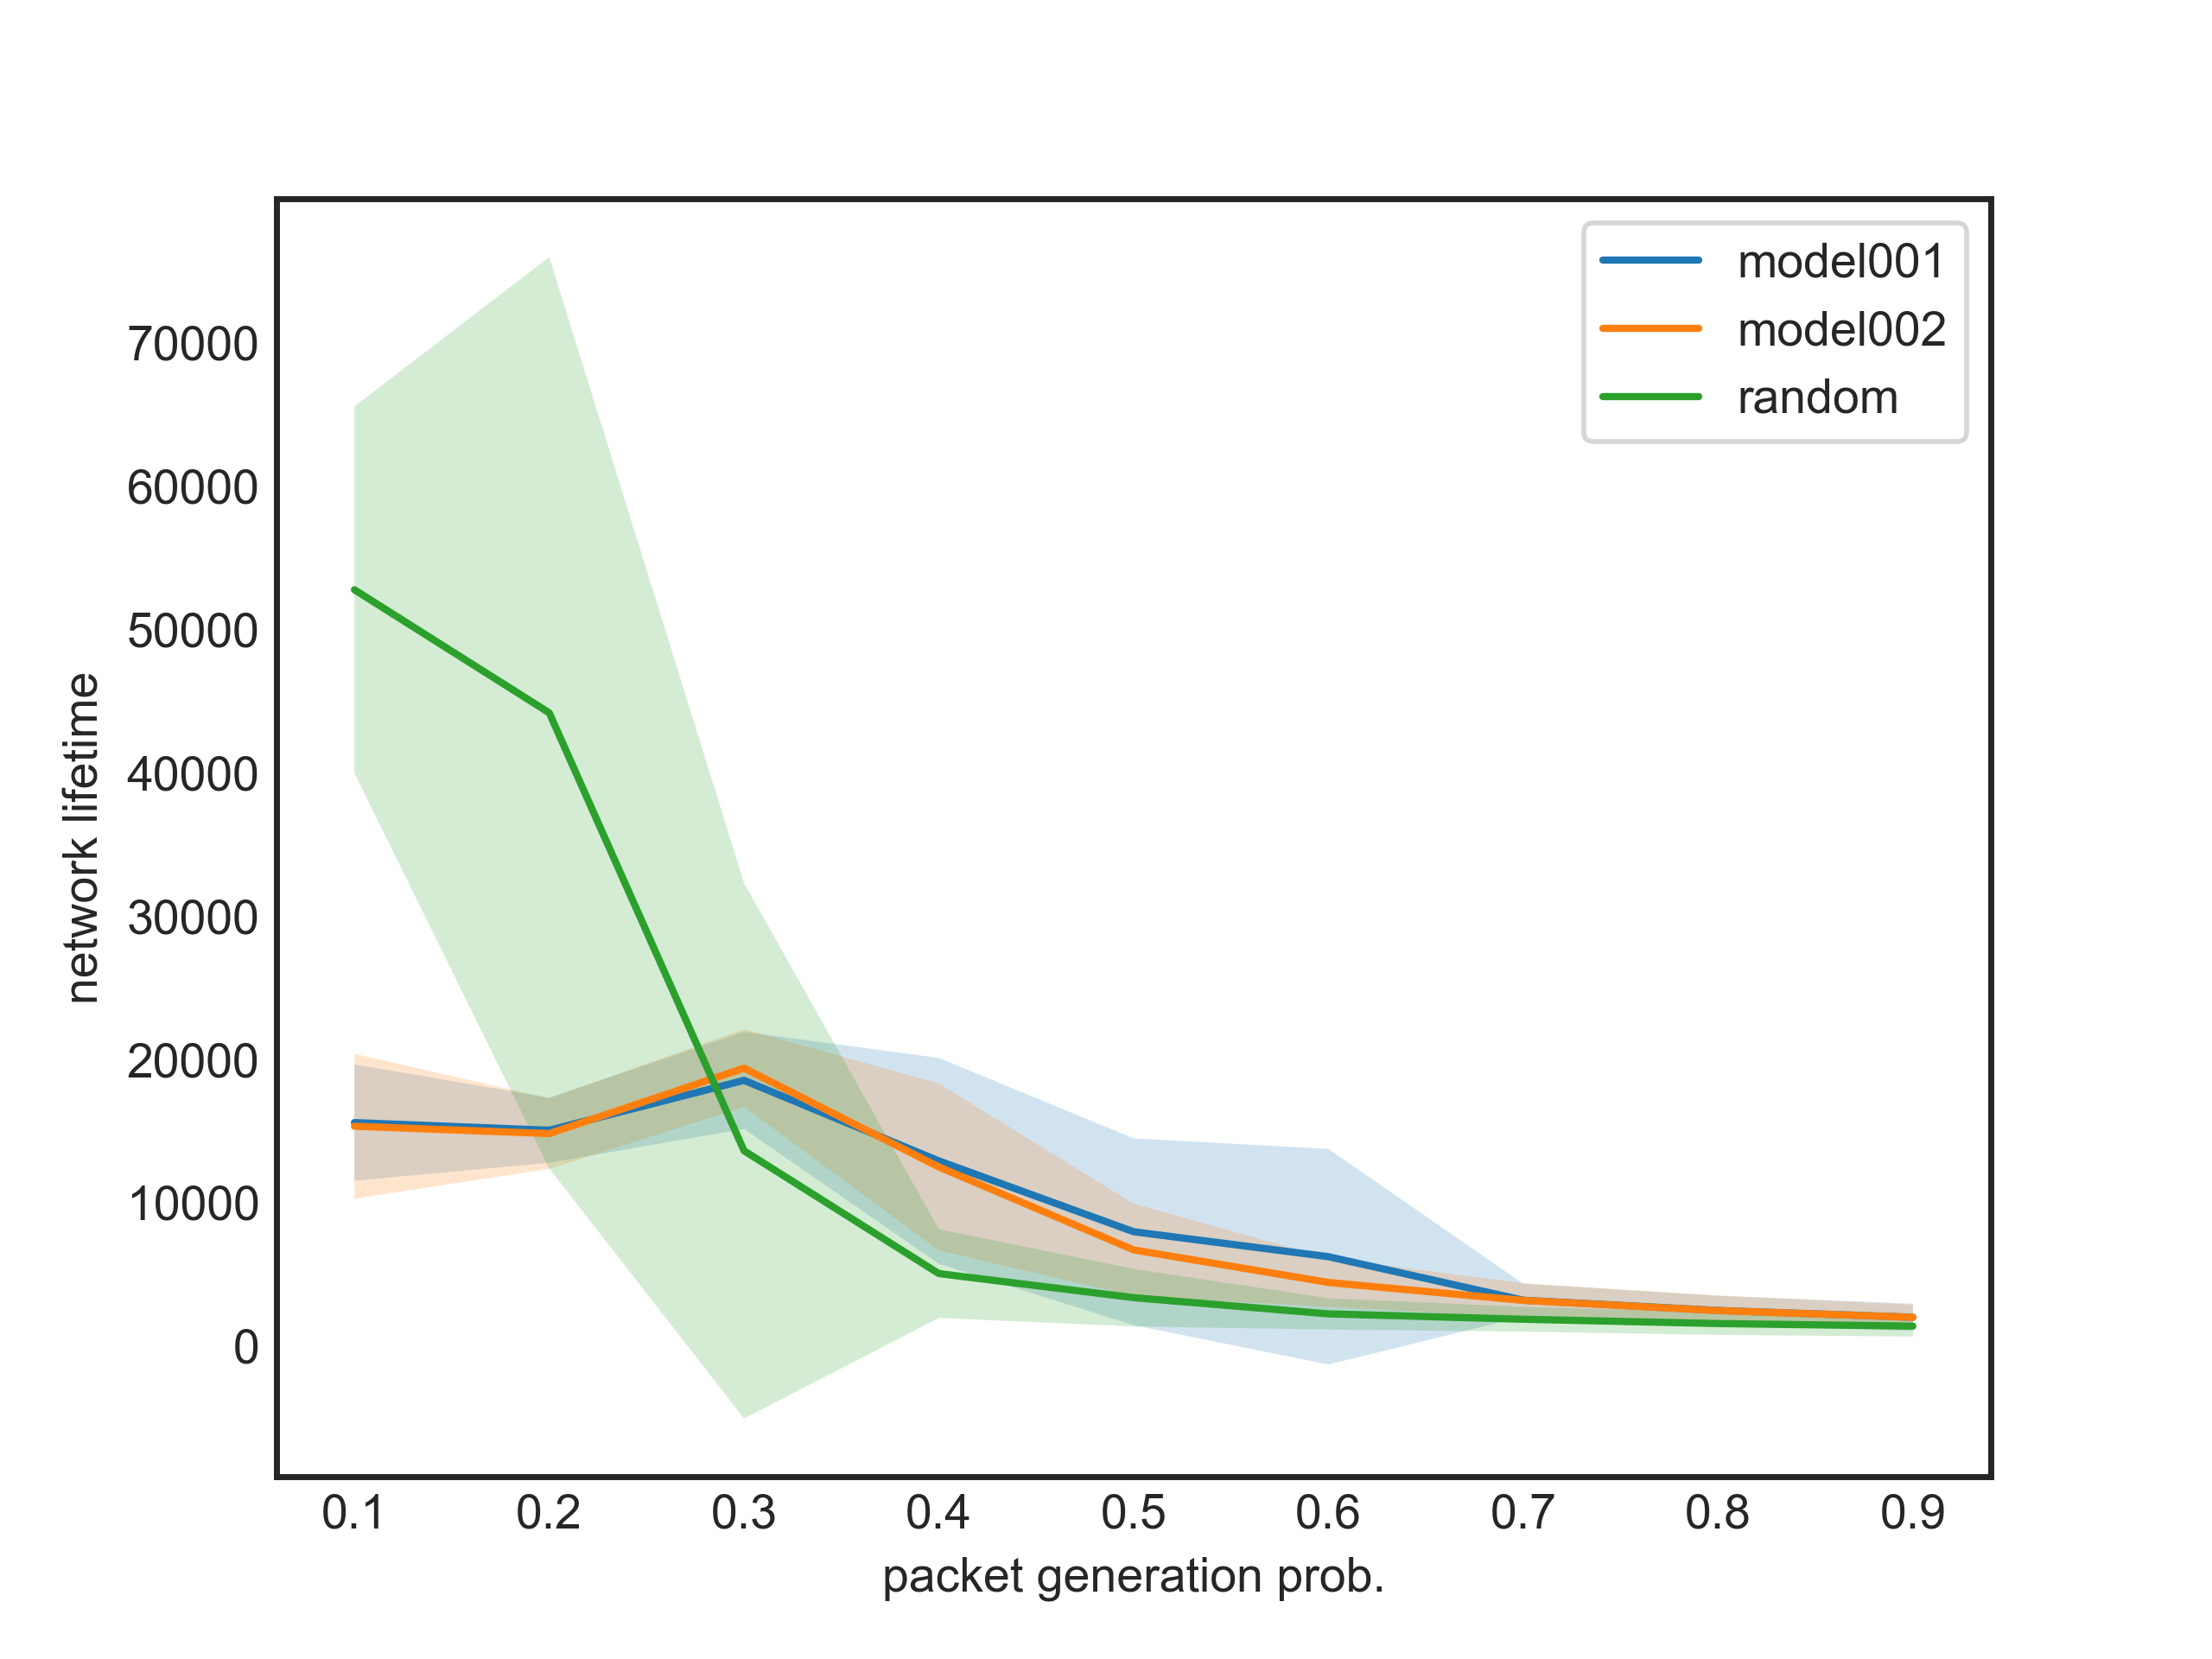 model001
model002
random
70000
60000
50000
40000
30000
20000
10000
0
network lifetime
0.1 0.2 0.3 0.4 0.5 0.6 0.7 0.8 0.9
packet generation prob.